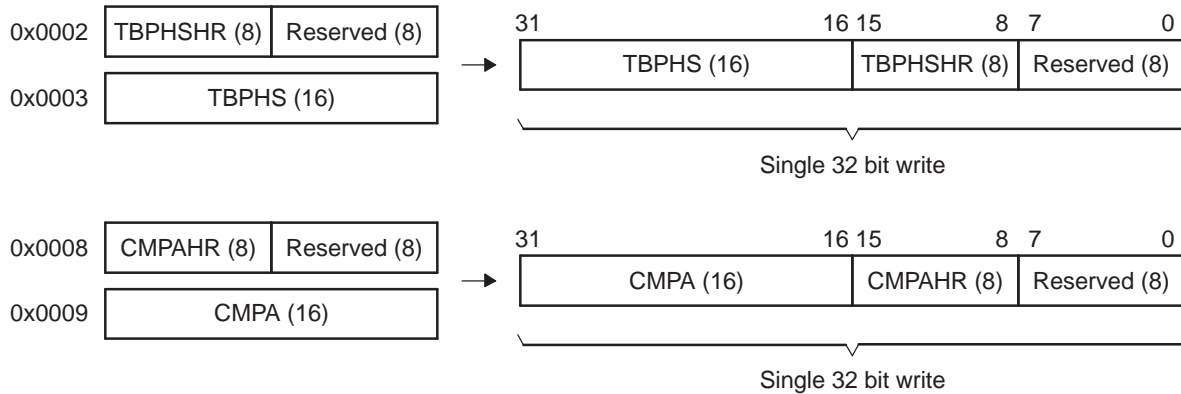 0x0002 TBPHSHR (8) Reserved (8)
0x0003 TBPHS (16)
31 16 15 8 7 0
TBPHS (16) TBPHSHR (8) Reserved (8)
Single 32 bit write
0x0008 CMPAHR (8) Reserved (8)
0x0009 CMPA (16)
31 16 15 8 7 0
CMPA (16) CMPAHR (8) Reserved (8)
Single 32 bit write